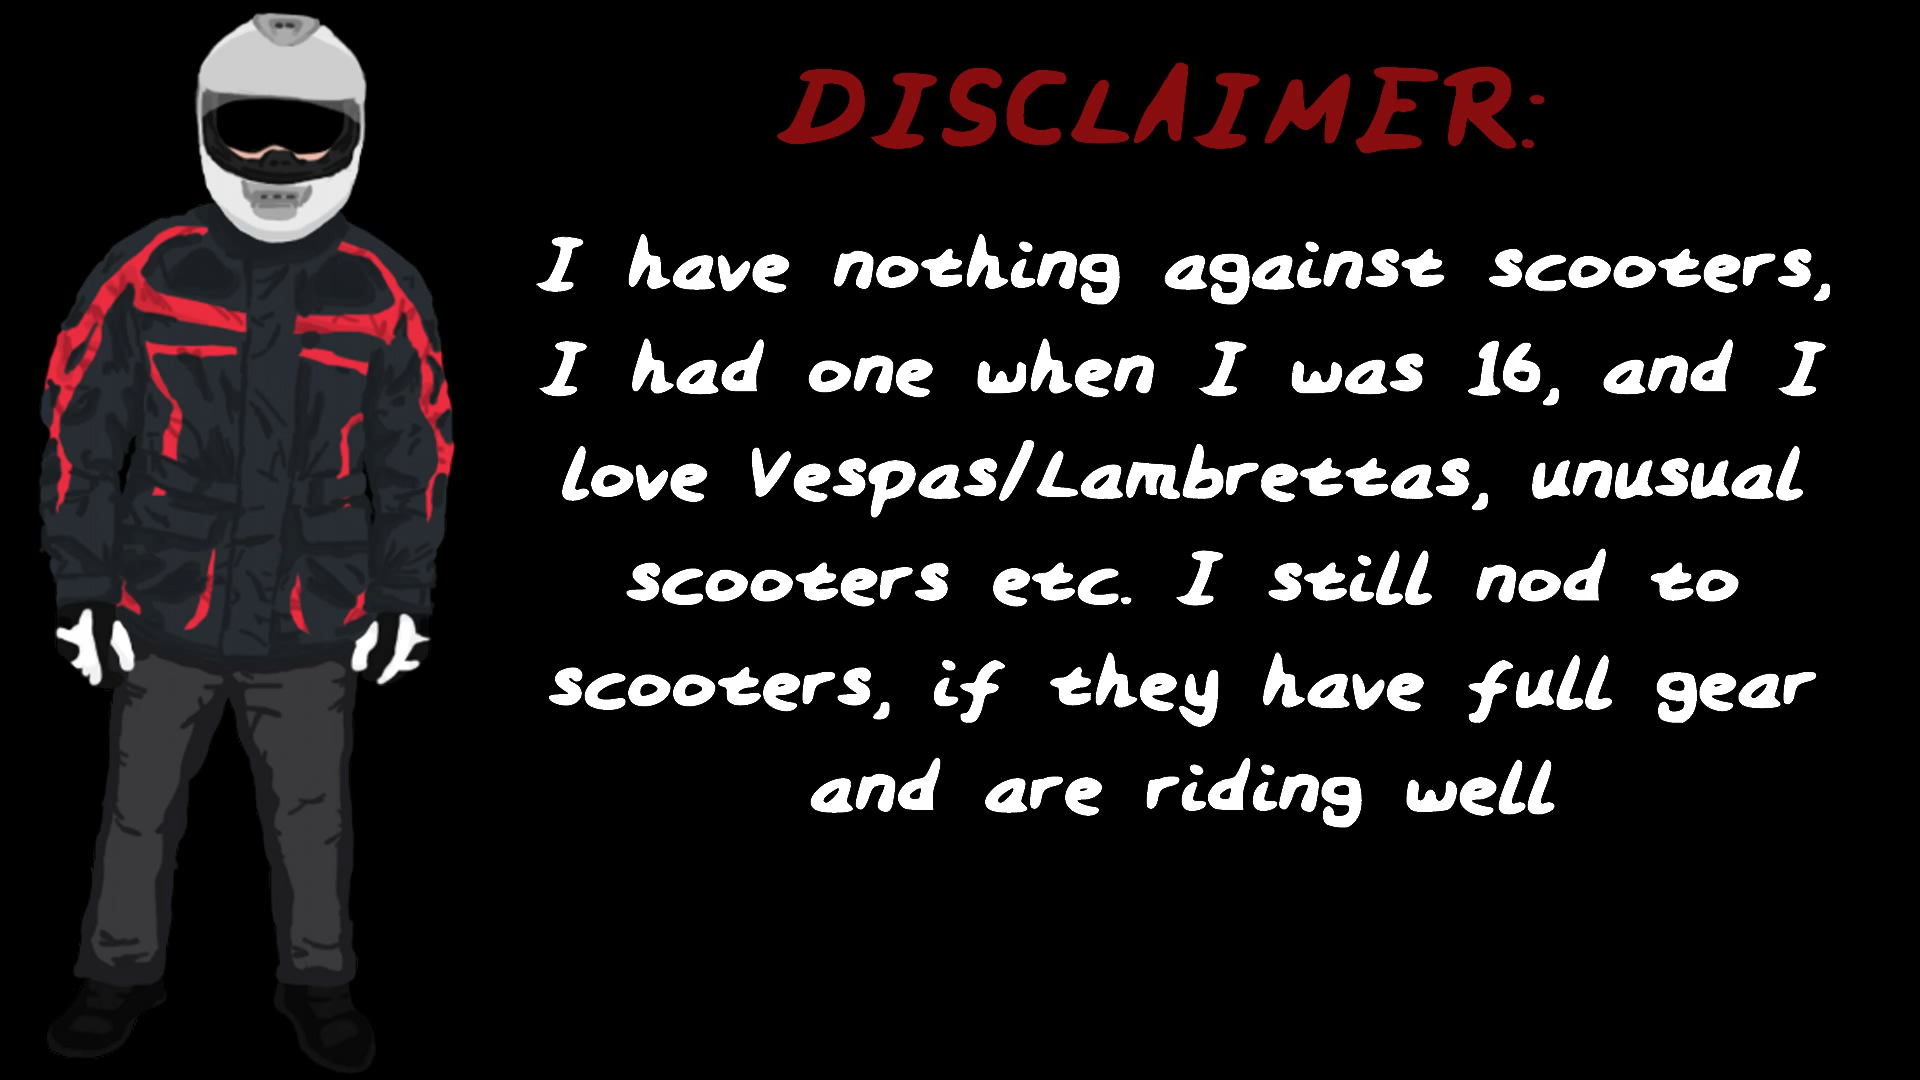 DISCLAIMER:
I have nothing against scooters,
I had one when I was 16, and I
love Vespas/Lambrettas, unusual
scooters etc. I still nod to
scooters, if they have full gear
and are riding well